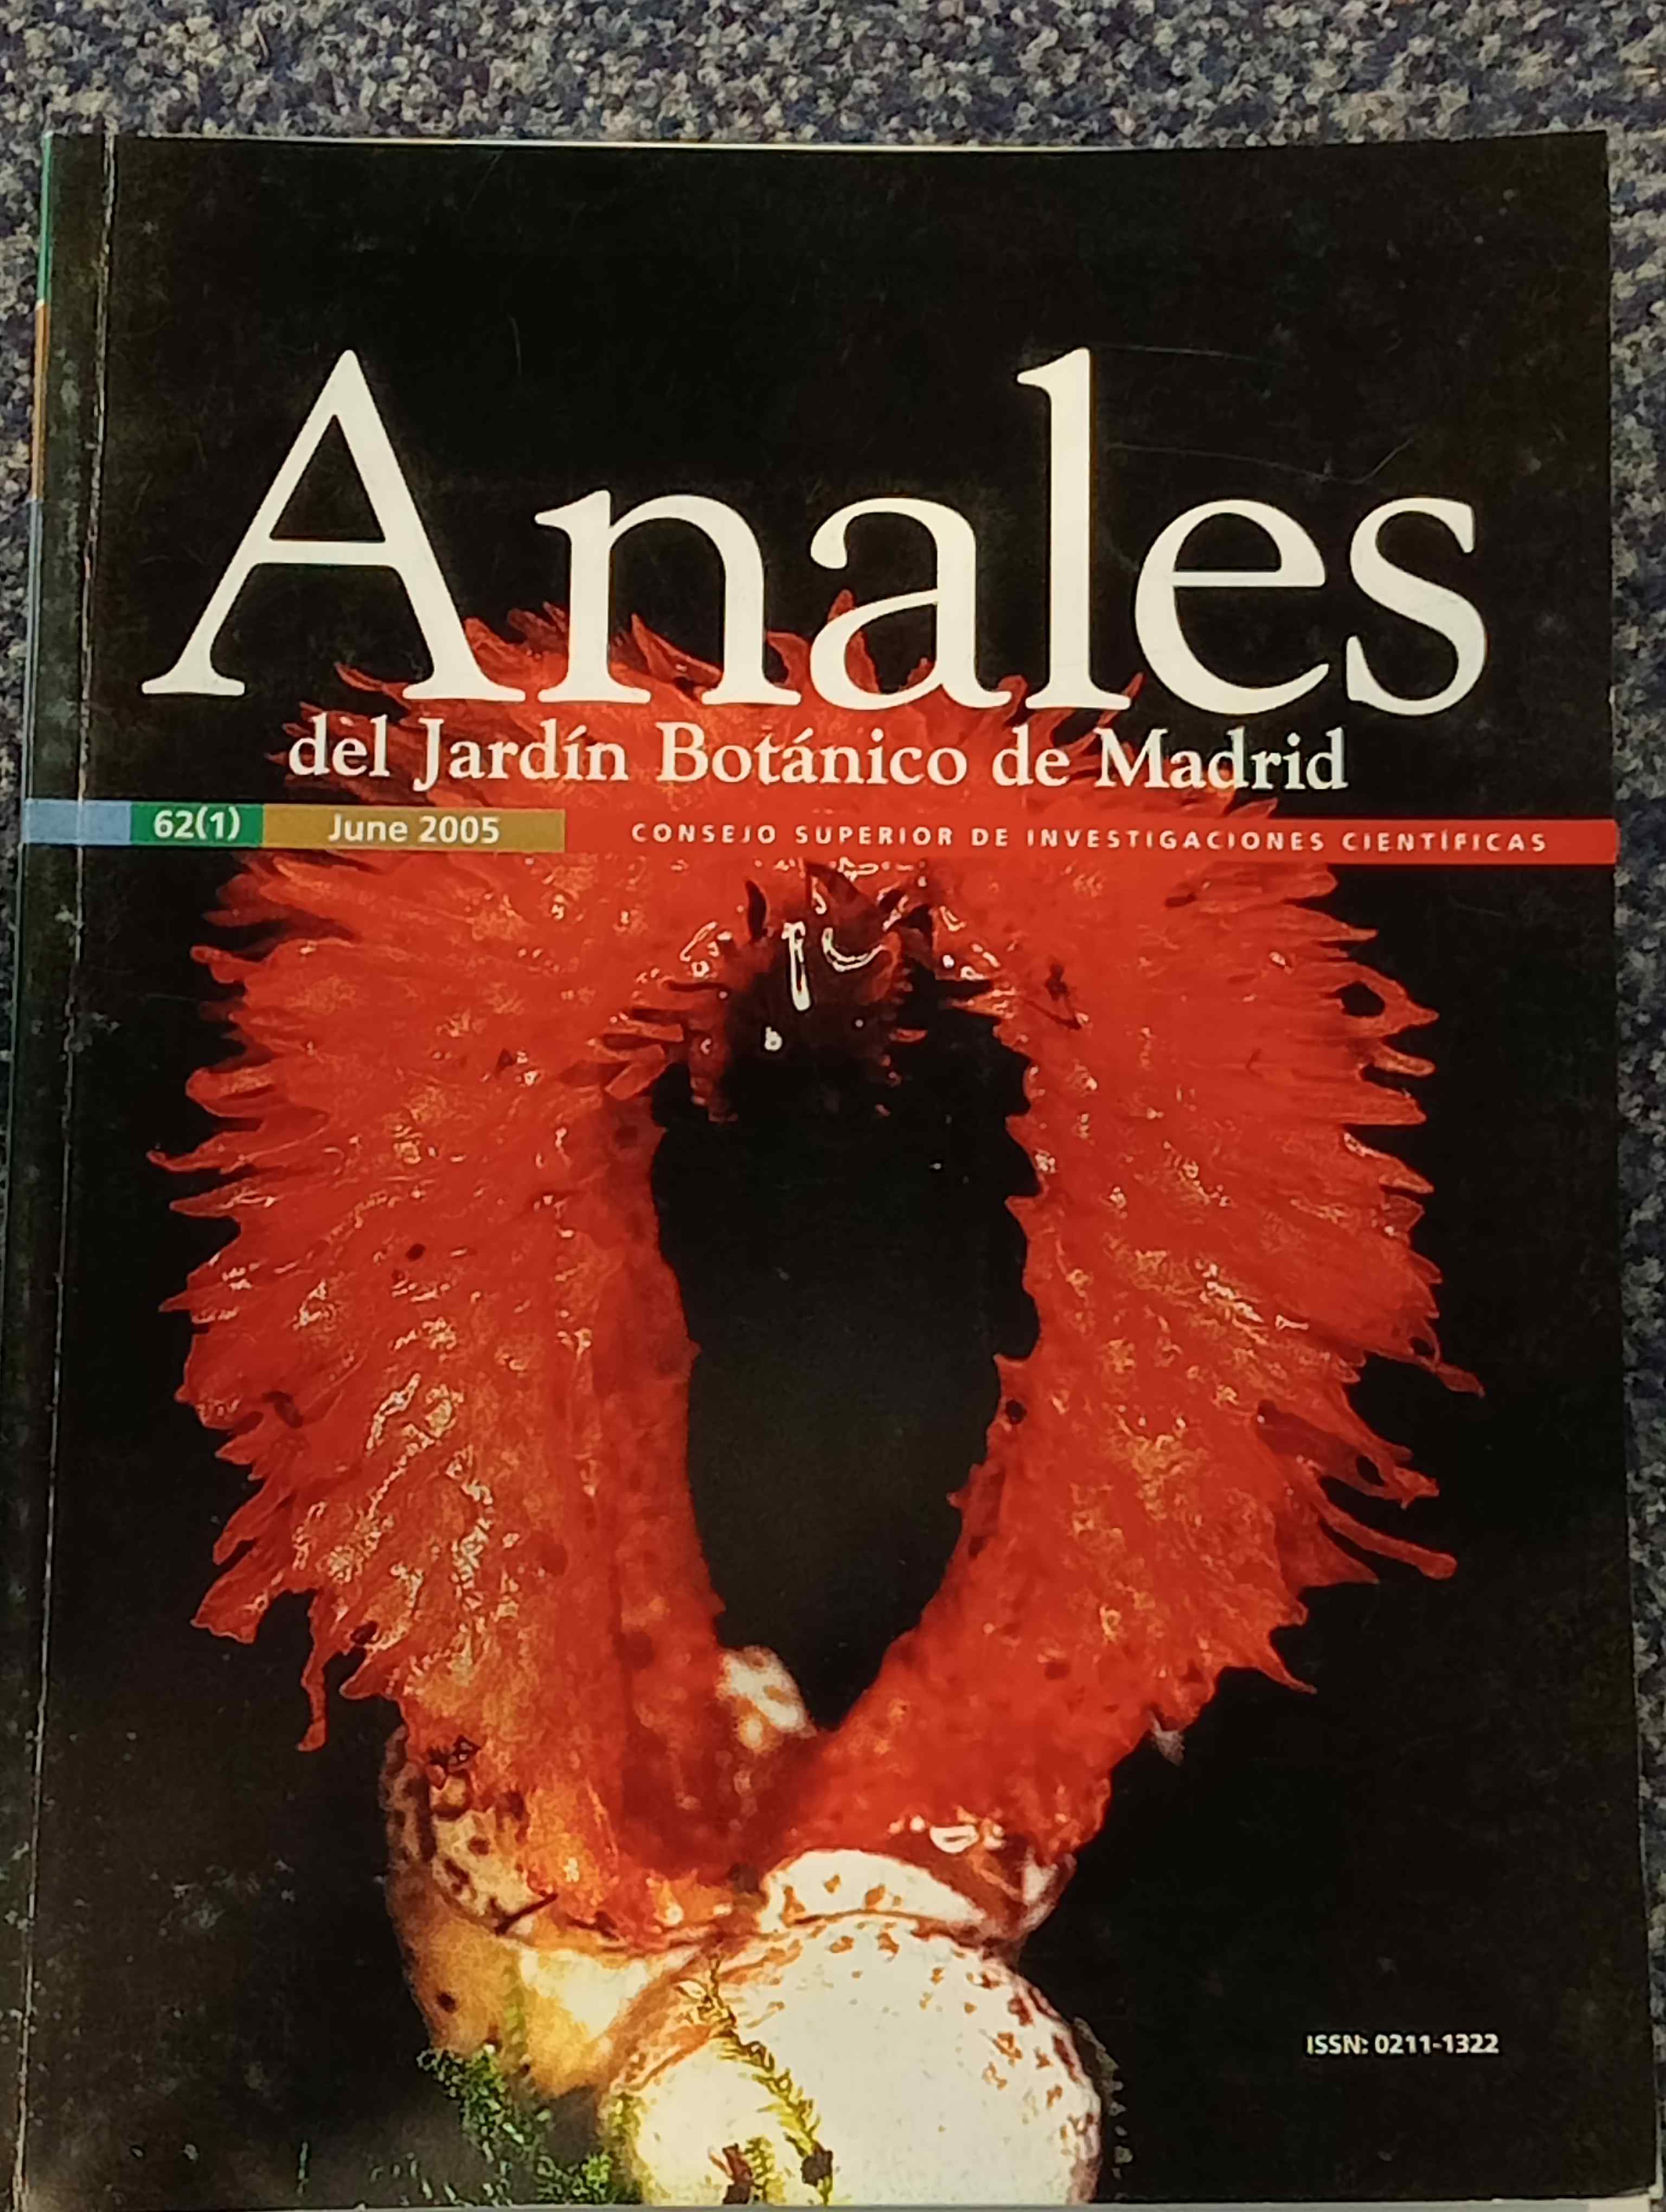 Anales
del Jardín Botánico de Madrid
62(1) June 2005 CONSEJO SUPERIOR DE INVESTIGACIONES CIENTÍFICAS
ISSN: 0211-1322